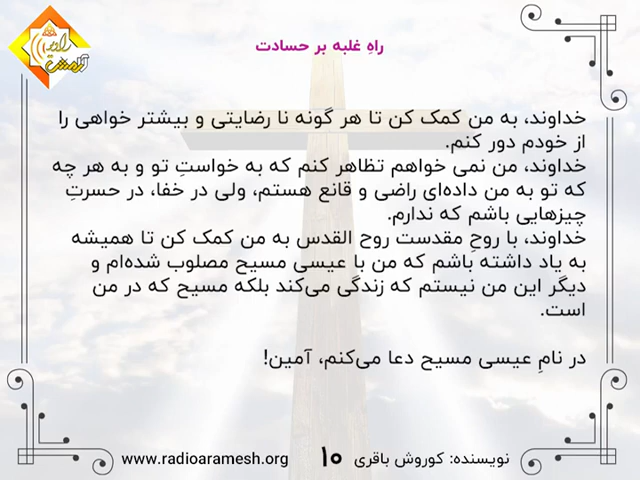 راهِ غلبه بر حسادت
خداوند، به من کمک کن تا هر گونه نا رضایتی و بیشتر خواهی را
از خودم دور کنم.
خداوند، من نمی خواهم تظاهر کنم که به خواستِ تو و به هر چه
که تو به من داده‌ای راضی و قانع هستم، ولی در خفا، در حسرتِ
چیزهایی باشم که ندارم.
خداوند، با روحِ مقدست روح القدس به من کمک کن تا همیشه
به یاد داشته باشم که من با عیسی مسیح مصلوب شده‌ام و
دیگر این من نیستم که زندگی می‌کند بلکه مسیح که در من
است.
در نامِ عیسی مسیح دعا می‌کنم، آمین!
نویسنده: کوروش باقری ۱۰ www.radioaramesh.org